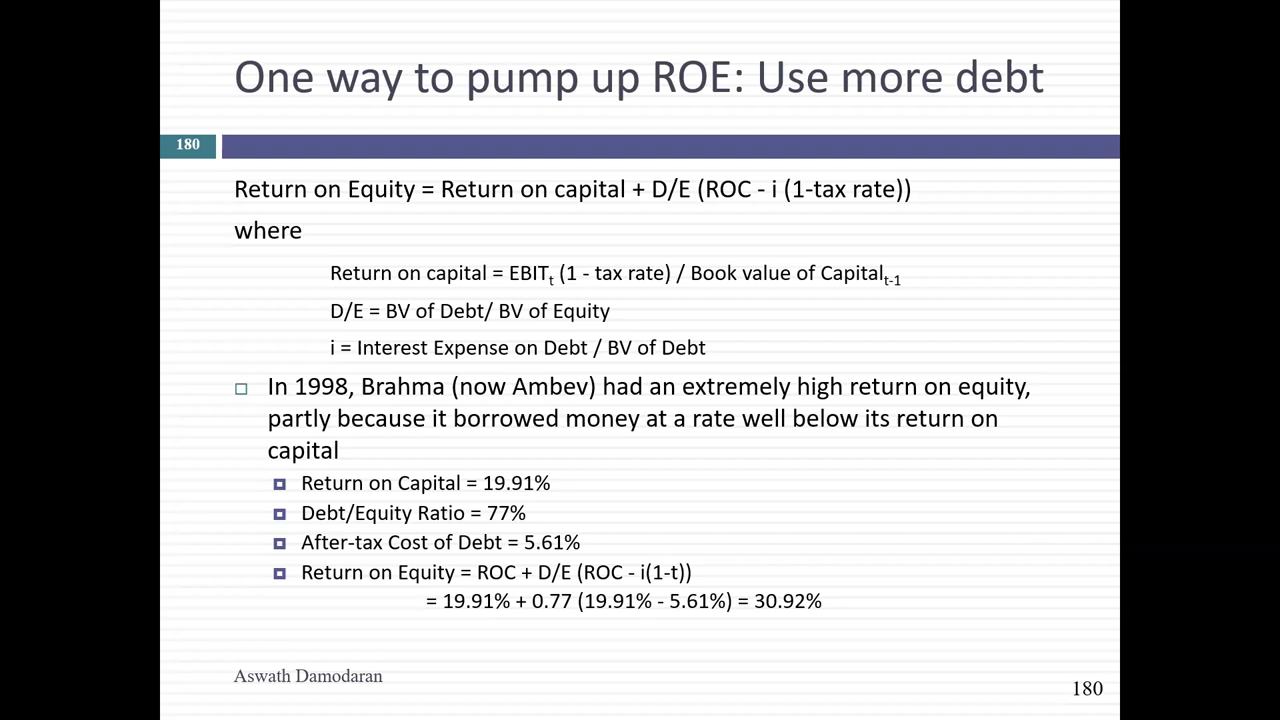 One way to pump up ROE: Use more debt
180
Return on Equity = Return on capital + D/E (ROC - i (1-tax rate))
where
Return on capital = EBITt (1 - tax rate) / Book value of Capitalt-1
D/E = BV of Debt/ BV of Equity
i = Interest Expense on Debt / BV of Debt
In 1998, Brahma (now Ambev) had an extremely high return on equity,
partly because it borrowed money at a rate well below its return on
capital
Return on Capital = 19.91%
Debt/Equity Ratio = 77%
After-tax Cost of Debt = 5.61%
Return on Equity = ROC + D/E (ROC - i(1-t))
= 19.91% + 0.77 (19.91% - 5.61%) = 30.92%
Aswath Damodaran
180